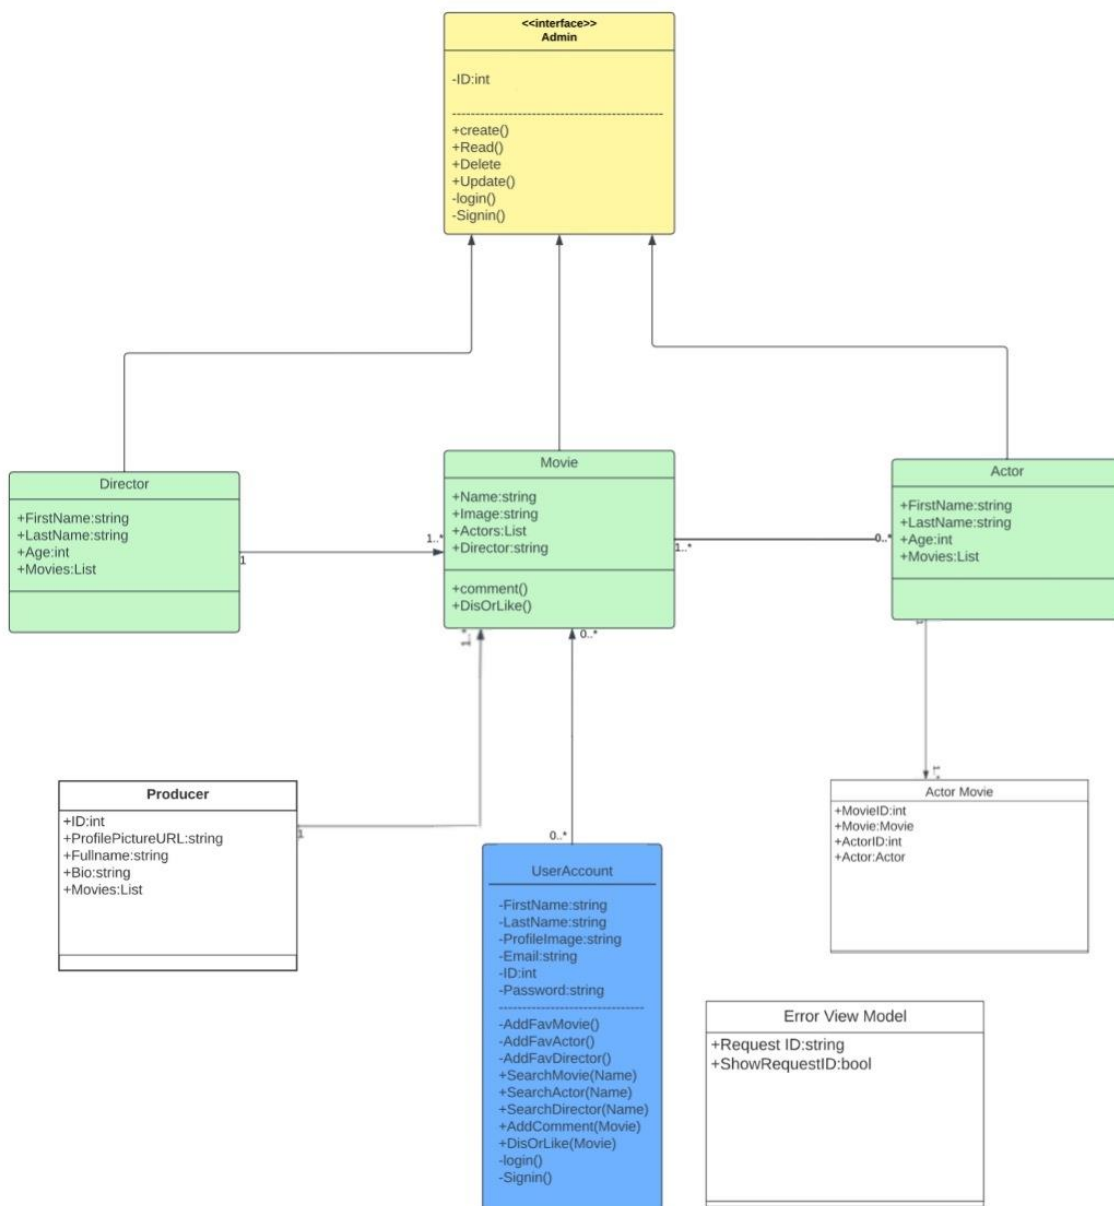 <<interface>>
Admin
-ID:int
+create()
+Read()
+Delete
+Update()
-login()
-Signin()
Director
+FirstName:string
+LastName:string
+Age:int
+Movies:List
1
1..*
Movie
+Name:string
+Image:string
+Actors:List
+Director:string
+comment()
+DisOrLike()
1..*
0..*
Actor
+FirstName:string
+LastName:string
+Age:int
+Movies:List
1..*
0..*
Producer
+ID:int
+ProfilePictureURL:string
+Fullname:string
+Bio:string
+Movies:List
1
0..*
UserAccount
-FirstName:string
-LastName:string
-ProfileImage:string
-Email:string
-ID:int
-Password:string
-AddFavMovie()
-AddFavActor()
-AddFavDirector()
+SearchMovie(Name)
+SearchActor(Name)
+SearchDirector(Name)
+AddComment(Movie)
+DisOrLike(Movie)
-login()
-Signin()
1..*
Actor Movie
+MovieID:int
+Movie:Movie
+ActorID:int
+Actor:Actor
Error View Model
+Request ID:string
+ShowRequestID:bool